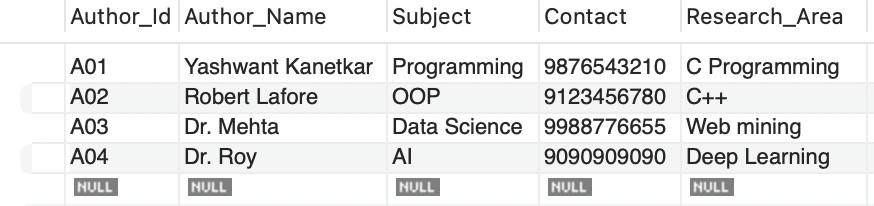 Author_Id Author_Name Subject Contact Research_Area
A01 Yashwant Kanetkar Programming 9876543210 C Programming
A02 Robert Lafore OOP 9123456780 C++
A03 Dr. Mehta Data Science 9988776655 Web mining
A04 Dr. Roy AI 9090909090 Deep Learning
NULL NULL NULL NULL NULL